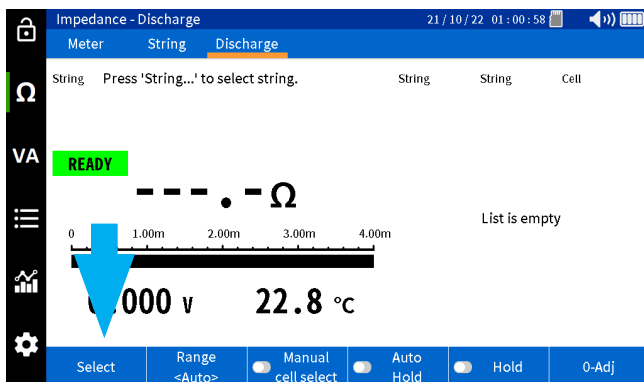 Impedance - Discharge 21/10/22 01:00:58
Meter String Discharge
String Press 'String...' to select string. String String Cell
Ω
VA
READY
---.-Ω
List is empty
0 1.00m 2.00m 3.00m 4.00m
000 V 22.8 °C
Select Range <Auto> Manual cell select Auto Hold Hold 0-Adj